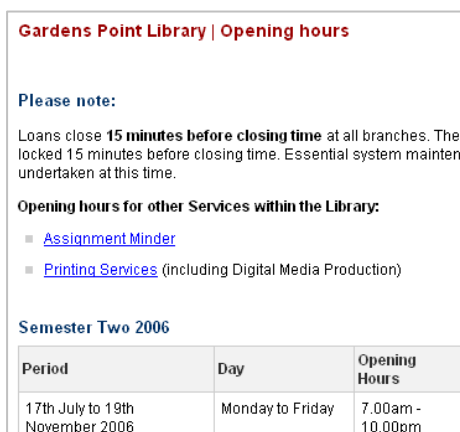 Gardens Point Library | Opening hours
Please note:
Loans close 15 minutes before closing time at all branches. The
locked 15 minutes before closing time. Essential system mainten
undertaken at this time.
Opening hours for other Services within the Library:
Assignment Minder
Printing Services (including Digital Media Production)
Semester Two 2006
Period Day Opening
Hours
17th July to 19th Monday to Friday 7.00am -
November 2006 10.00pm